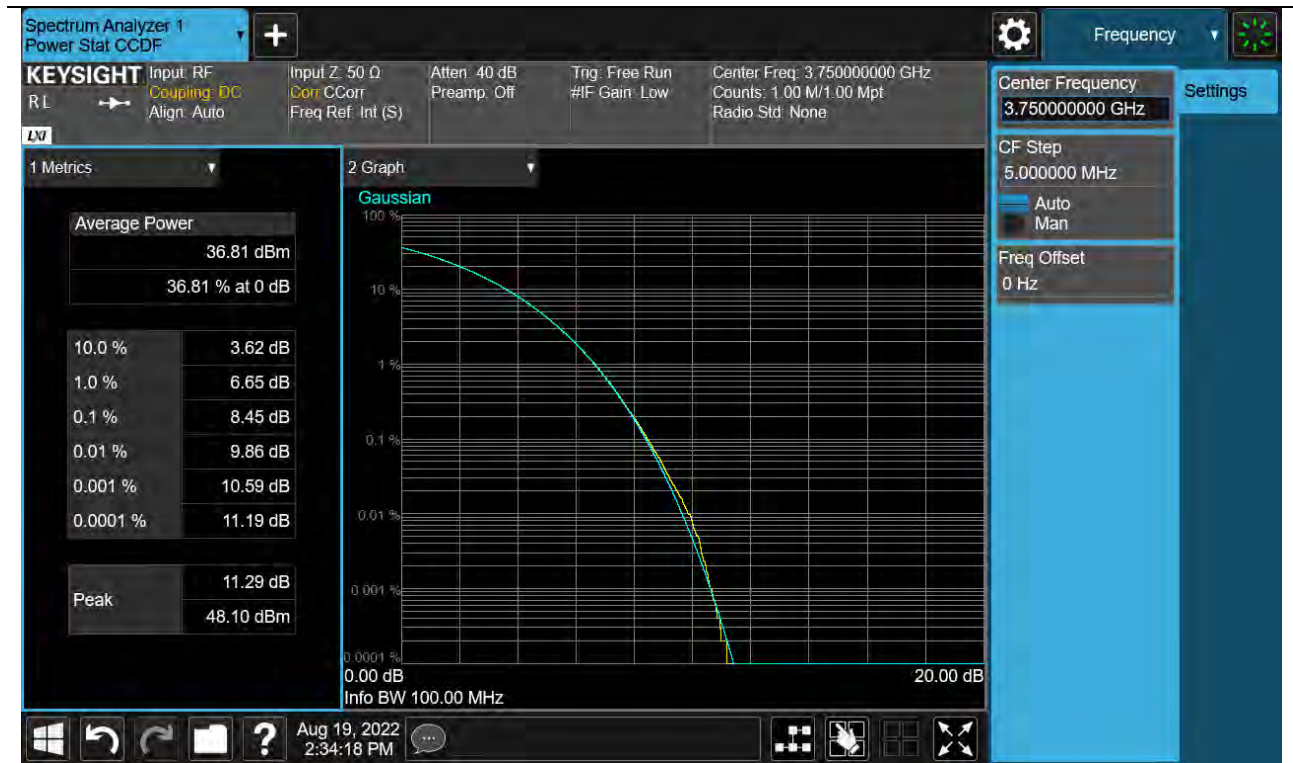 Spectrum Analyzer 1
Power Stat CCDF
Frequency
KEYSIGHT
RL
LXI
Input: RF
Coupling: DC
Align: Auto
Input Z: 50 Ω
Corr CCorr
Freq Ref: Int (S)
Atten: 40 dB
Preamp: Off
Trig: Free Run
#IF Gain: Low
Center Freq: 3.750000000 GHz
Counts: 1.00 M/1.00 Mpt
Radio Std: None
Center Frequency
3.750000000 GHz
Settings
CF Step
5.000000 MHz
Auto
Man
Freq Offset
0 Hz
1 Metrics
Average Power
36.81 dBm
36.81 % at 0 dB
10.0 % 3.62 dB
1.0 % 6.65 dB
0.1 % 8.45 dB
0.01 % 9.86 dB
0.001 % 10.59 dB
0.0001 % 11.19 dB
Peak
11.29 dB
48.10 dBm
2 Graph
Gaussian
100 %
10 %
1 %
0.1 %
0.01 %
0.001 %
0.0001 %
0.00 dB 20.00 dB
Info BW 100.00 MHz
?
Aug 19, 2022
2:34:18 PM